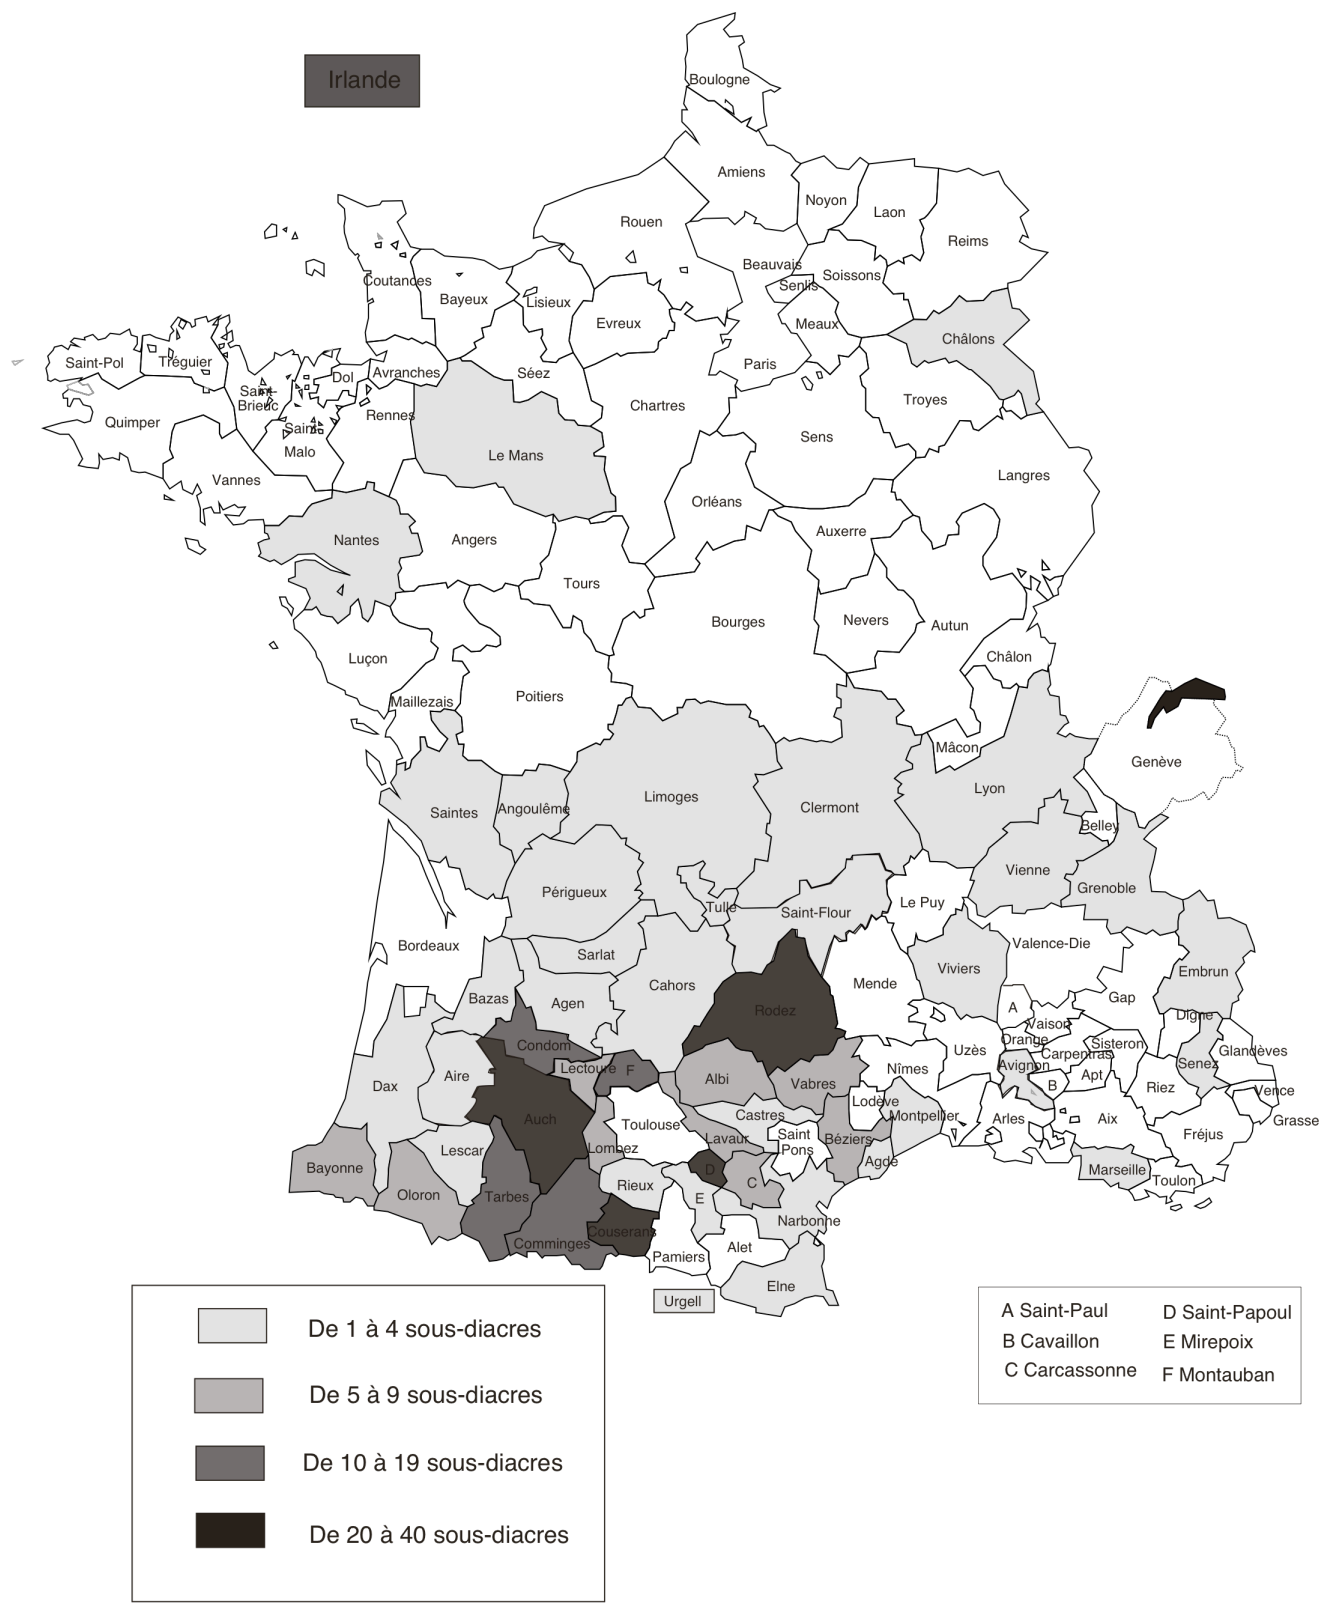 Irlande
Boulogne
Amiens
Noyon
Laon
Rouen
Reims
Beauvais
Soissons
Senlis
Coutances
Bayeux
Lisieux
Evreux
Meaux
Châlons
Saint-Pol
Tréguier
Dol
Avranches
Séez
Paris
Saint-
Brieuc
Chartres
Troyes
Quimper
Rennes
Saint
Malo
Sens
Le Mans
Vannes
Langres
Orléans
Auxerre
Nantes
Angers
Tours
Bourges
Nevers
Autun
Luçon
Châlon
Maillezais
Poitiers
Mâcon
Genève
Saintes
Angoulême
Limoges
Clermont
Lyon
Belley
Périgueux
Vienne
Grenoble
Tulle
Saint-Flour
Le Puy
Bordeaux
Sarlat
Valence-Die
Viviers
Embrun
Bazas
Agen
Cahors
Mende
Gap
Rodez
A
Digne
Vaison
Condom
Orange
Sisteron
Uzès
Carpentras
Glandèves
Avignon
Senez
Lectoure
F
Nîmes
Dax
Aire
Albi
Vabres
B
Apt
Riez
Vence
Lodève
Auch
Castres
Montpellier
Arles
Aix
Grasse
Toulouse
Lavaur
Saint
Pons
Béziers
Fréjus
Lescar
Lombez
Bayonne
D
Agde
Marseille
Oloron
Tarbes
Rieux
C
Toulon
E
Narbonne
Comminges
Couserans
Pamiers
Alet
Elne
Urgell
De 1 à 4 sous-diacres
De 5 à 9 sous-diacres
De 10 à 19 sous-diacres
De 20 à 40 sous-diacres
A Saint-Paul
D Saint-Papoul
B Cavaillon
E Mirepoix
C Carcassonne
F Montauban